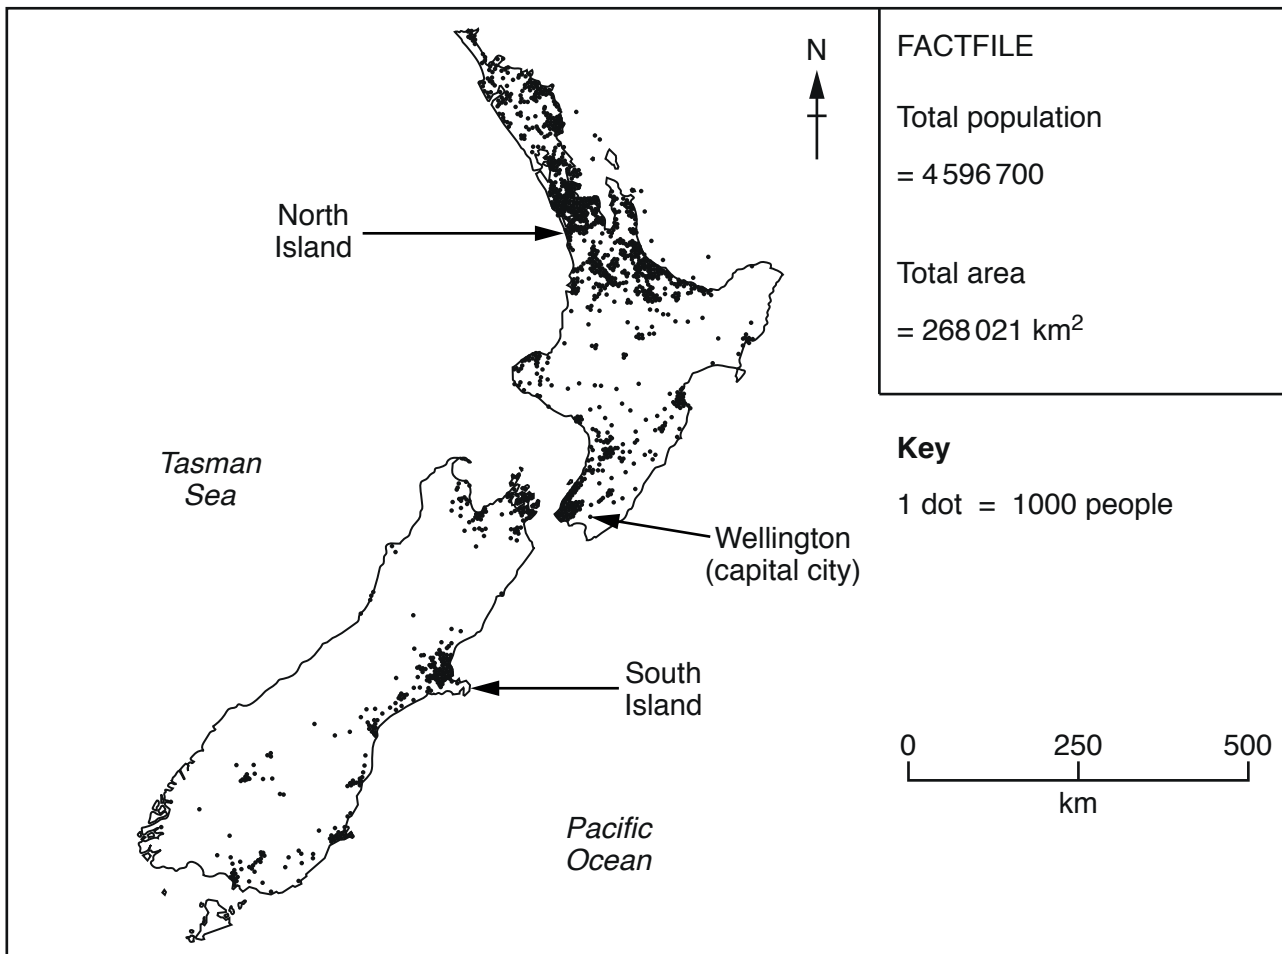 N
FACTFILE
Total population
= 4 596 700
Total area
= 268 021 km²
North
Island
Tasman
Sea
Key
1 dot = 1000 people
Wellington
(capital city)
South
Island
0 250 500
km
Pacific
Ocean